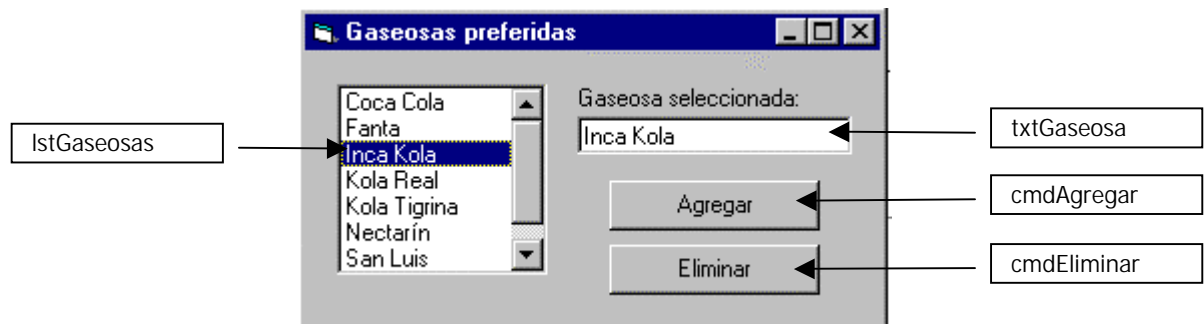 Gaseosas preferidas
lstGaseosas
Coca Cola
Fanta
Inca Kola
Kola Real
Kola Tigrina
Nectarín
San Luis
Gaseosa seleccionada:
Inca Kola
Agregar
Eliminar
txtGaseosa
cmdAgregar
cmdEliminar